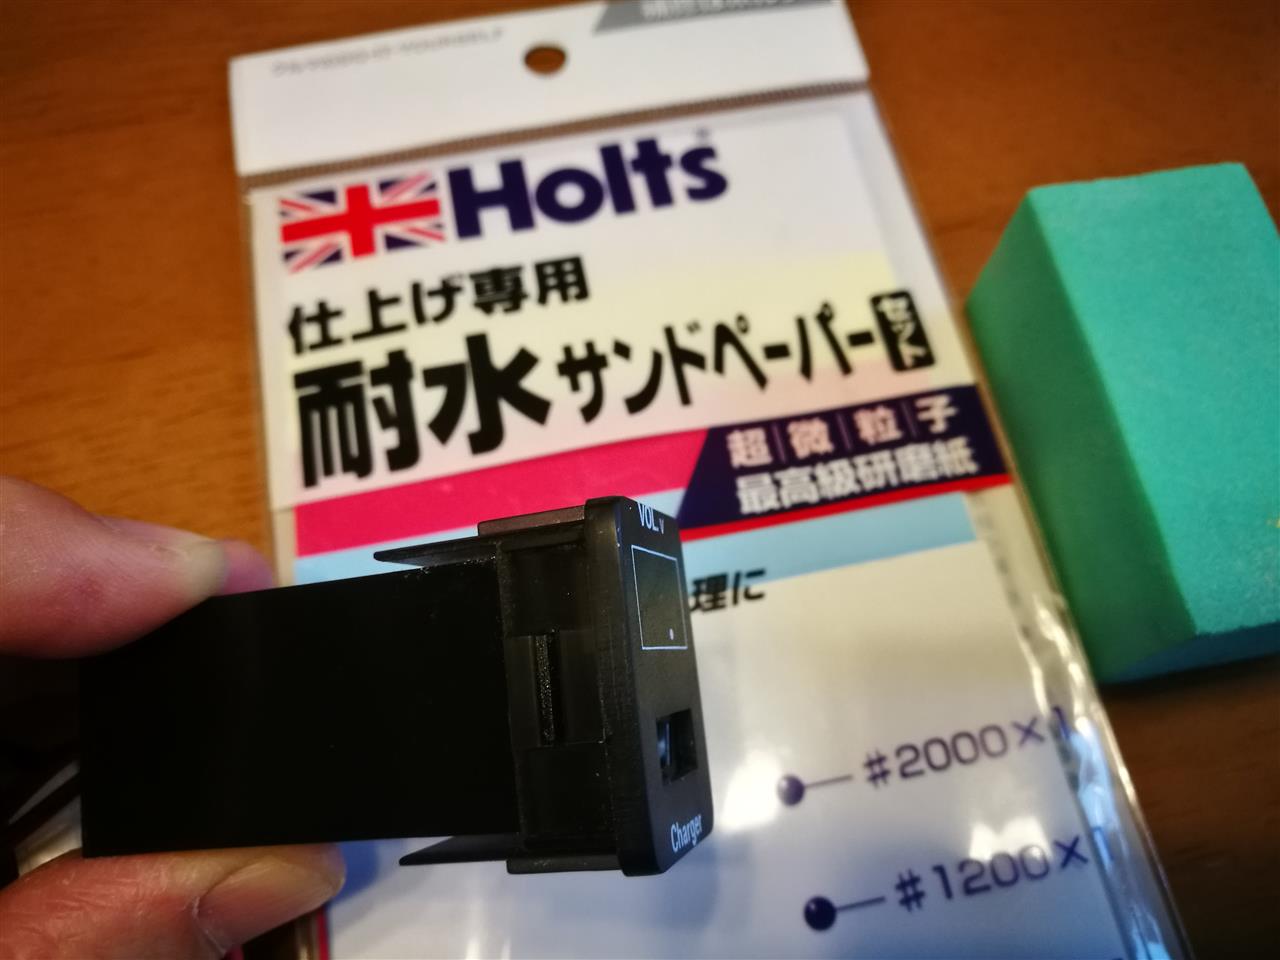 Holts
仕上げ専用
耐水サンドペーパーセット
超|微|粒|子
最高級研磨紙
理に
#2000×1
#1200×
VOL.V
Charger